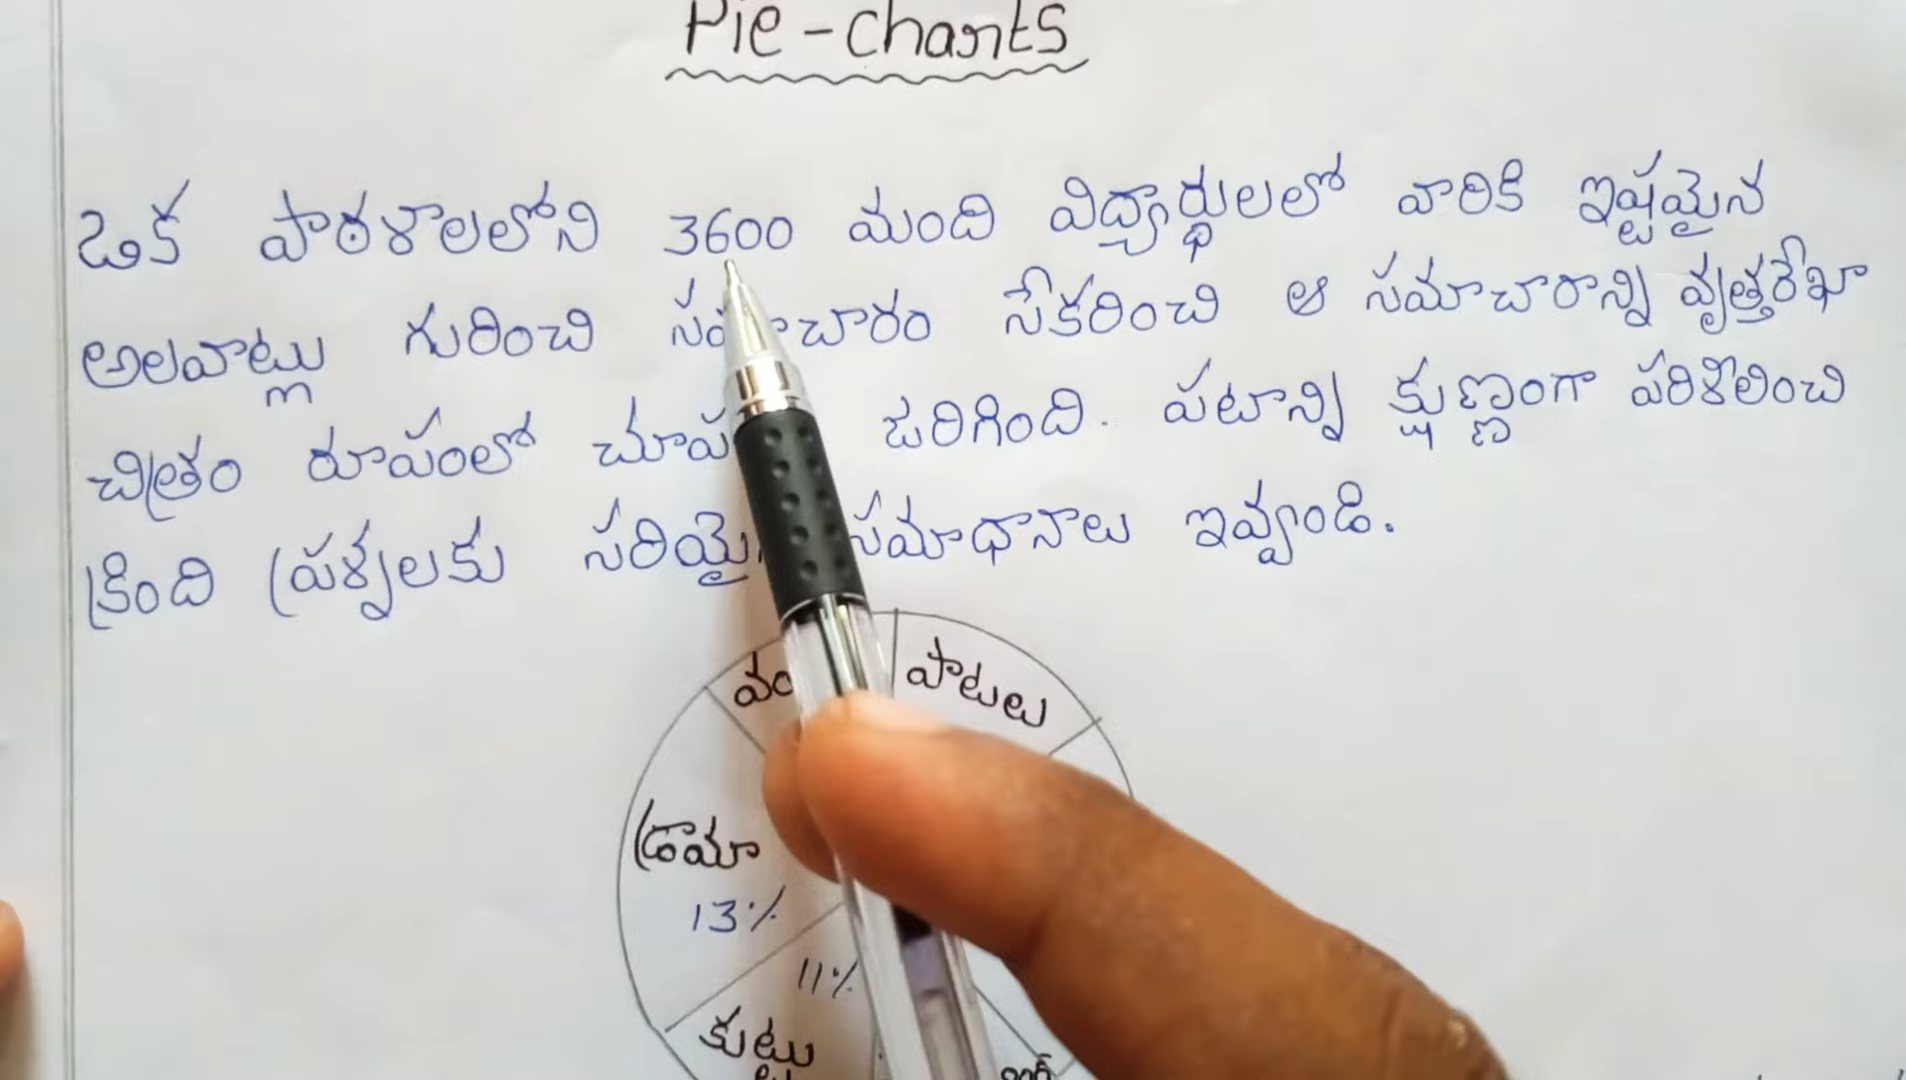 Pie - charts
ఒక పాఠశాలలోని 3600 మంది విద్యార్థులలో వారికి ఇష్టమైన
అలవాట్లు గురించి సమాచారం సేకరించి ఆ సమాచారాన్ని వృత్తరేఖా
చిత్రం రూపంలో జరిగింది. పటాన్ని క్షుణ్ణంగా పరిశీలించి
క్రింది ప్రశ్నలకు సమాధానాలు ఇవ్వండి.
పాటలు
డ్రామా
13%
11%
కుట్లు